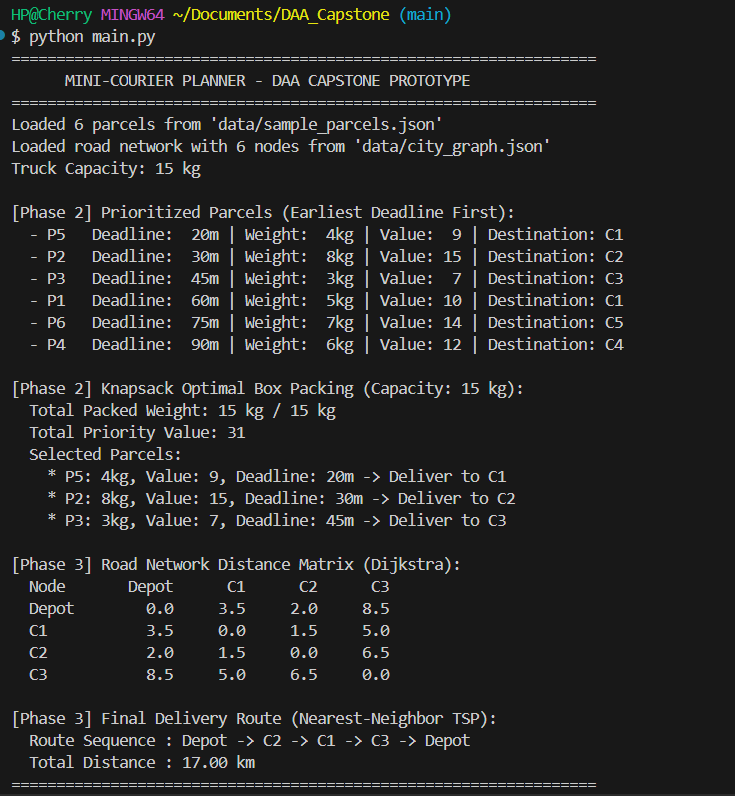 HP@Cherry MINGW64 ~/Documents/DAA_Capstone (main)
$ python main.py
=================================================================
      MINI-COURIER PLANNER - DAA CAPSTONE PROTOTYPE
=================================================================
Loaded 6 parcels from 'data/sample_parcels.json'
Loaded road network with 6 nodes from 'data/city_graph.json'
Truck Capacity: 15 kg

[Phase 2] Prioritized Parcels (Earliest Deadline First):
  - P5   Deadline:  20m | Weight:  4kg | Value:  9 | Destination: C1
  - P2   Deadline:  30m | Weight:  8kg | Value: 15 | Destination: C2
  - P3   Deadline:  45m | Weight:  3kg | Value:  7 | Destination: C3
  - P1   Deadline:  60m | Weight:  5kg | Value: 10 | Destination: C1
  - P6   Deadline:  75m | Weight:  7kg | Value: 14 | Destination: C5
  - P4   Deadline:  90m | Weight:  6kg | Value: 12 | Destination: C4

[Phase 2] Knapsack Optimal Box Packing (Capacity: 15 kg):
  Total Packed Weight: 15 kg / 15 kg
  Total Priority Value: 31
  Selected Parcels:
    * P5: 4kg, Value: 9, Deadline: 20m -> Deliver to C1
    * P2: 8kg, Value: 15, Deadline: 30m -> Deliver to C2
    * P3: 3kg, Value: 7, Deadline: 45m -> Deliver to C3

[Phase 3] Road Network Distance Matrix (Dijkstra):
  Node       Depot      C1      C2      C3
  Depot        0.0     3.5     2.0     8.5
  C1           3.5     0.0     1.5     5.0
  C2           2.0     1.5     0.0     6.5
  C3           8.5     5.0     6.5     0.0

[Phase 3] Final Delivery Route (Nearest-Neighbor TSP):
  Route Sequence : Depot -> C2 -> C1 -> C3 -> Depot
  Total Distance : 17.00 km
=================================================================